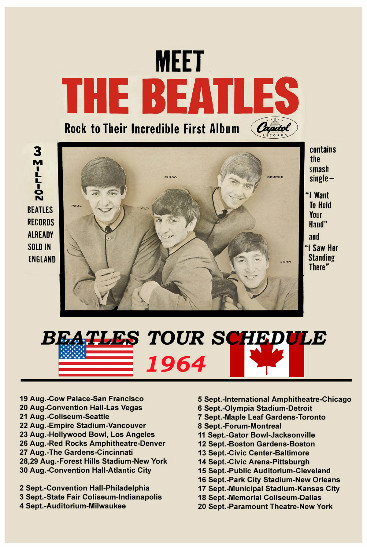 MEET
THE BEATLES
Rock to Their Incredible First Album
Capitol
3
MILLION
BEATLES
RECORDS
ALREADY
SOLD IN
ENGLAND
contains
the
smash
single—
"I Want
To Hold
Your
Hand"
and
"I Saw Her
Standing
There"
BEATLES TOUR SCHEDULE
1964
19 Aug.-Cow Palace-San Francisco
20 Aug-Convention Hall-Las Vegas
21 Aug.-Coliseum-Seattle
22 Aug.-Empire Stadium-Vancouver
23 Aug.-Hollywood Bowl, Los Angeles
26 Aug.-Red Rocks Amphitheatre-Denver
27 Aug.-The Gardens-Cincinnati
28,29 Aug.-Forest Hills Stadium-New York
30 Aug.-Convention Hall-Atlantic City
2 Sept.-Convention Hall-Philadelphia
3 Sept.-State Fair Coliseum-Indianapolis
4 Sept.-Auditorium-Milwaukee
5 Sept.-International Amphitheatre-Chicago
6 Sept.-Olympia Stadium-Detroit
7 Sept.-Maple Leaf Gardens-Toronto
8 Sept.-Forum-Montreal
11 Sept.-Gator Bowl-Jacksonville
12 Sept.-Boston Gardens-Boston
13 Sept.-Civic Center-Baltimore
14 Sept.-Civic Arena-Pittsburgh
15 Sept.-Public Auditorium-Cleveland
16 Sept.-Park City Stadium-New Orleans
17 Sept.-Municipal Stadium-Kansas City
18 Sept.-Memorial Coliseum-Dallas
20 Sept.-Paramount Theatre-New York